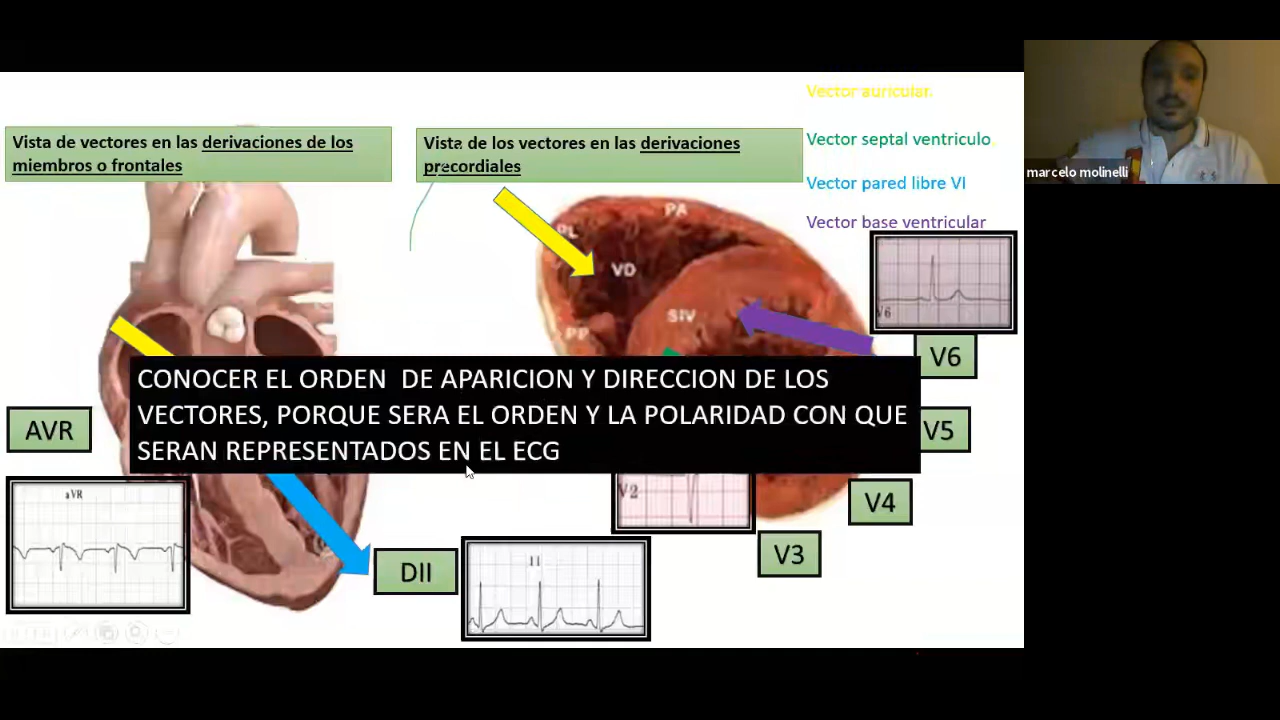 Vector auricular.
Vista de vectores en las derivaciones de los
miembros o frontales
Vista de los vectores en las derivaciones
precordiales
Vector septal ventriculo
Vector pared libre VI
Vector base ventricular
marcelo molinelli
PA
PL
VD
SIV
PP
V6
V6
CONOCER EL ORDEN DE APARICION Y DIRECCION DE LOS
VECTORES, PORQUE SERA EL ORDEN Y LA POLARIDAD CON QUE
SERAN REPRESENTADOS EN EL ECG
AVR
V5
aVR
V2
V4
V3
DII
II